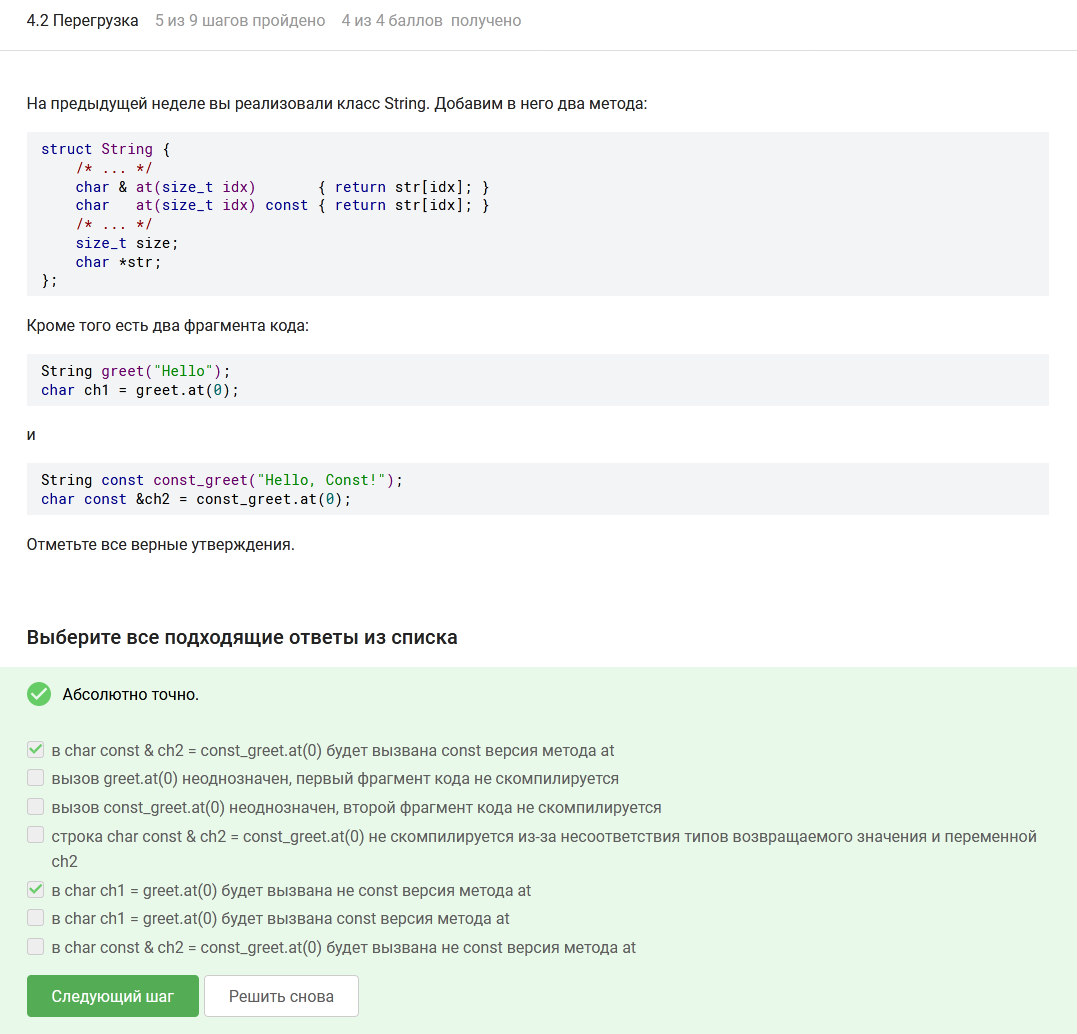 4.2 Перегрузка 5 из 9 шагов пройдено 4 из 4 баллов получено
На предыдущей неделе вы реализовали класс String. Добавим в него два метода:
struct String {
    /* ... */
    char & at(size_t idx)       { return str[idx]; }
    char   at(size_t idx) const { return str[idx]; }
    /* ... */
    size_t size;
    char *str;
};
Кроме того есть два фрагмента кода:
String greet("Hello");
char ch1 = greet.at(0);
и
String const const_greet("Hello, Const!");
char const &ch2 = const_greet.at(0);
Отметьте все верные утверждения.
Выберите все подходящие ответы из списка
Абсолютно точно.
в char const & ch2 = const_greet.at(0) будет вызвана const версия метода at
вызов greet.at(0) неоднозначен, первый фрагмент кода не скомпилируется
вызов const_greet.at(0) неоднозначен, второй фрагмент кода не скомпилируется
строка char const & ch2 = const_greet.at(0) не скомпилируется из-за несоответствия типов возвращаемого значения и переменной
ch2
в char ch1 = greet.at(0) будет вызвана не const версия метода at
в char ch1 = greet.at(0) будет вызвана const версия метода at
в char const & ch2 = const_greet.at(0) будет вызвана не const версия метода at
Следующий шаг Решить снова